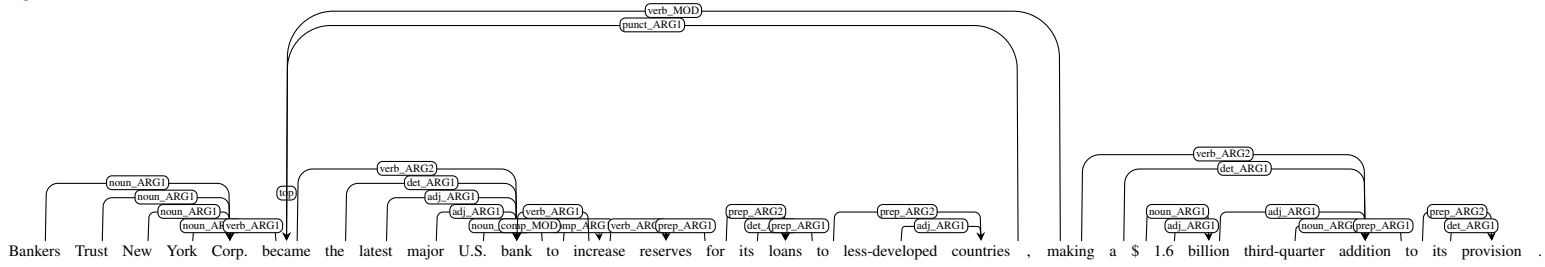 verb_MOD
punct_ARG1
verb_ARG2 verb_ARG2
noun_ARG1 top det_ARG1 det_ARG1
noun_ARG1 adj_ARG1
noun_ARG1 adj_ARG1 verb_ARG1 prep_ARG2 prep_ARG2 noun_ARG1 adj_ARG1 prep_ARG2
verb_ARG1 comp_MOD prep_ARG1 prep_ARG1 adj_ARG1 adj_ARG1 prep_ARG1 det_ARG1
Bankers Trust New York Corp. became the latest major U.S. bank to increase reserves for its loans to less-developed countries , making a $ 1.6 billion third-quarter addition to its provision .